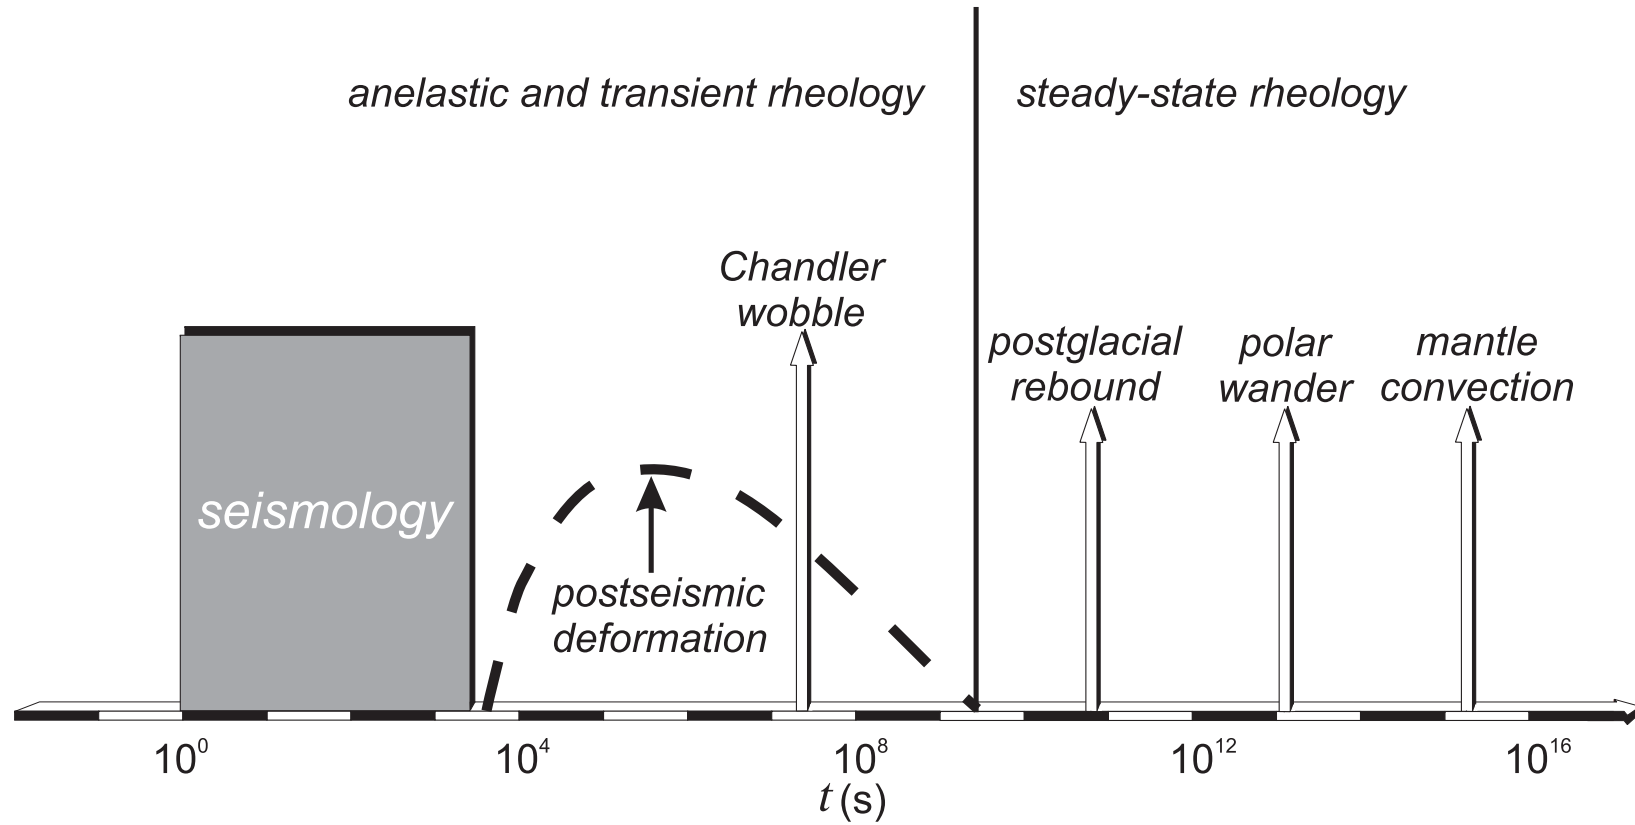 anelastic and transient rheology
steady-state rheology
Chandler
wobble
postglacial
rebound
polar
wander
mantle
convection
seismology
postseismic
deformation
10⁰
10⁴
10⁸
10¹²
10¹⁶
t (s)